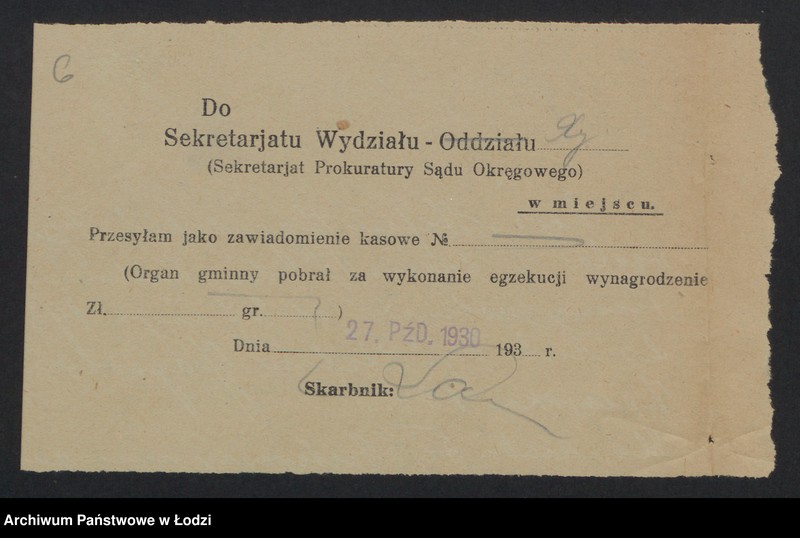 6
Do
Sekretarjatu Wydziału - Oddziału
(Sekretarjat Prokuratury Sądu Okręgowego)
w miejscu.
Przesyłam jako zawiadomienie kasowe №
(Organ gminny pobrał za wykonanie egzekucji wynagrodzenie
Zł. gr. )
27. PŹD. 1930
Dnia 193 r.
Skarbnik:
Archiwum Państwowe w Łodzi